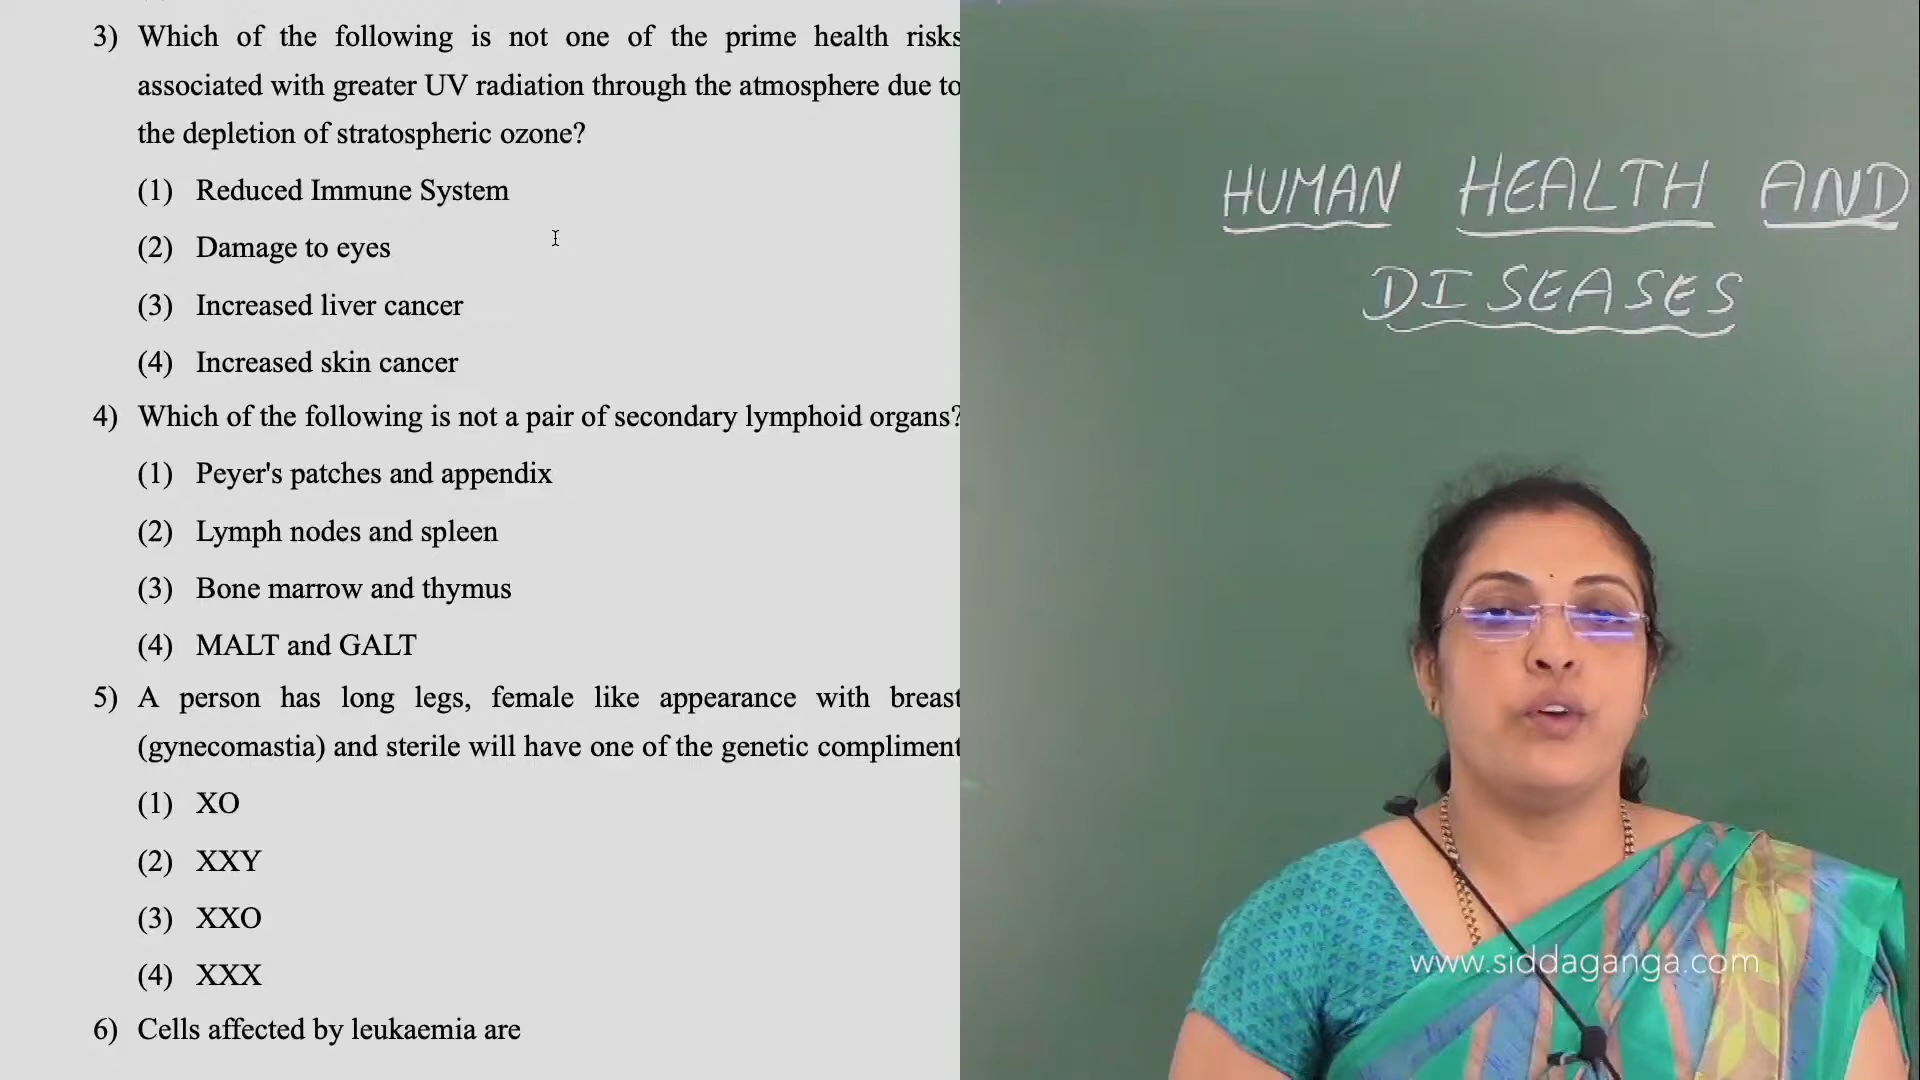 3) Which of the following is not one of the prime health risks
associated with greater UV radiation through the atmosphere due to
the depletion of stratospheric ozone?
(1) Reduced Immune System
(2) Damage to eyes
(3) Increased liver cancer
(4) Increased skin cancer
4) Which of the following is not a pair of secondary lymphoid organs?
(1) Peyer's patches and appendix
(2) Lymph nodes and spleen
(3) Bone marrow and thymus
(4) MALT and GALT
5) A person has long legs, female like appearance with breast
(gynecomastia) and sterile will have one of the genetic compliment
(1) XO
(2) XXY
(3) XXO
(4) XXX
6) Cells affected by leukaemia are
HUMAN HEALTH AND
DISEASES
www.siddaganga.com